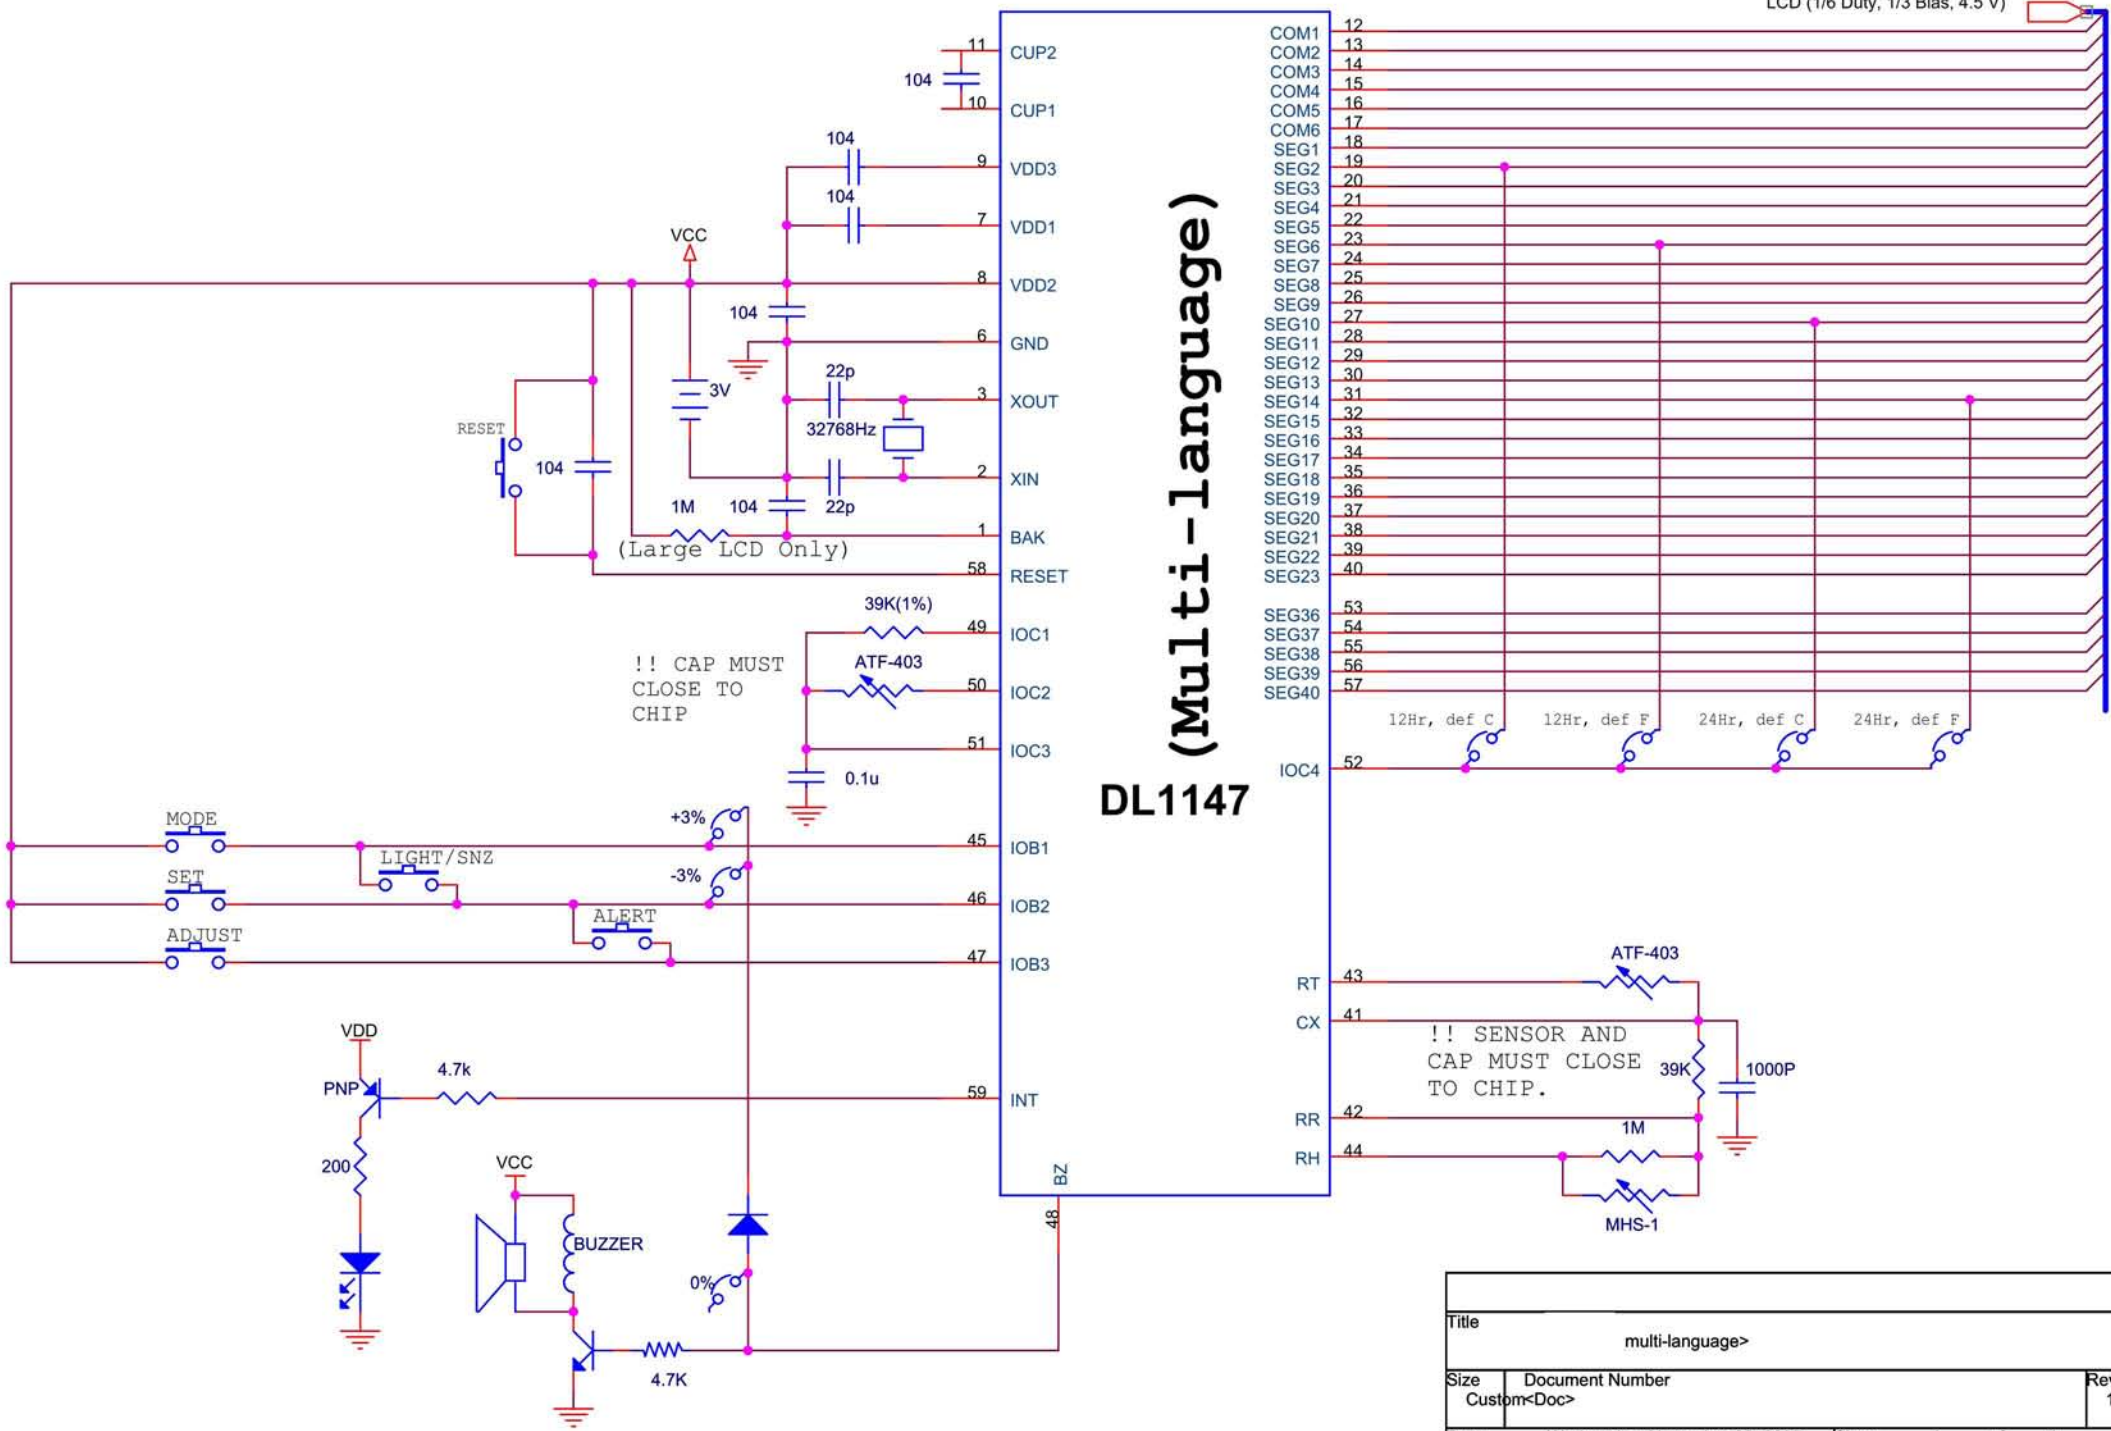 LCD (1/6 Duty, 1/3 Bias, 4.5 V)
11 CUP2
104
10 CUP1
104
9 VDD3
104
7 VDD1
VCC
8 VDD2
104
6 GND
3V
22p
3 XOUT
32768Hz
RESET
104
2 XIN
1M
104
22p
1 BAK
(Large LCD Only)
58 RESET
39K(1%)
49 IOC1
!! CAP MUST
CLOSE TO
CHIP
ATF-403
50 IOC2
51 IOC3
0.1u
MODE
+3%
45 IOB1
LIGHT/SNZ
SET
-3%
46 IOB2
ALERT
ADJUST
47 IOB3
VDD
PNP
4.7k
59 INT
200
VCC
BUZZER
0%
4.7K
BZ
48
(Multi-language)
DL1147
COM1 12
COM2 13
COM3 14
COM4 15
COM5 16
COM6 17
SEG1 18
SEG2 19
SEG3 20
SEG4 21
SEG5 22
SEG6 23
SEG7 24
SEG8 25
SEG9 26
SEG10 27
SEG11 28
SEG12 29
SEG13 30
SEG14 31
SEG15 32
SEG16 33
SEG17 34
SEG18 35
SEG19 36
SEG20 37
SEG21 38
SEG22 39
SEG23 40
SEG36 53
SEG37 54
SEG38 55
SEG39 56
SEG40 57
12Hr, def C 12Hr, def F 24Hr, def C 24Hr, def F
IOC4 52
ATF-403
RT 43
CX 41
!! SENSOR AND
CAP MUST CLOSE
TO CHIP.
39K
1000P
RR 42
1M
RH 44
MHS-1
Title
multi-language>
Size Document Number Rev
Custom <Doc> 1